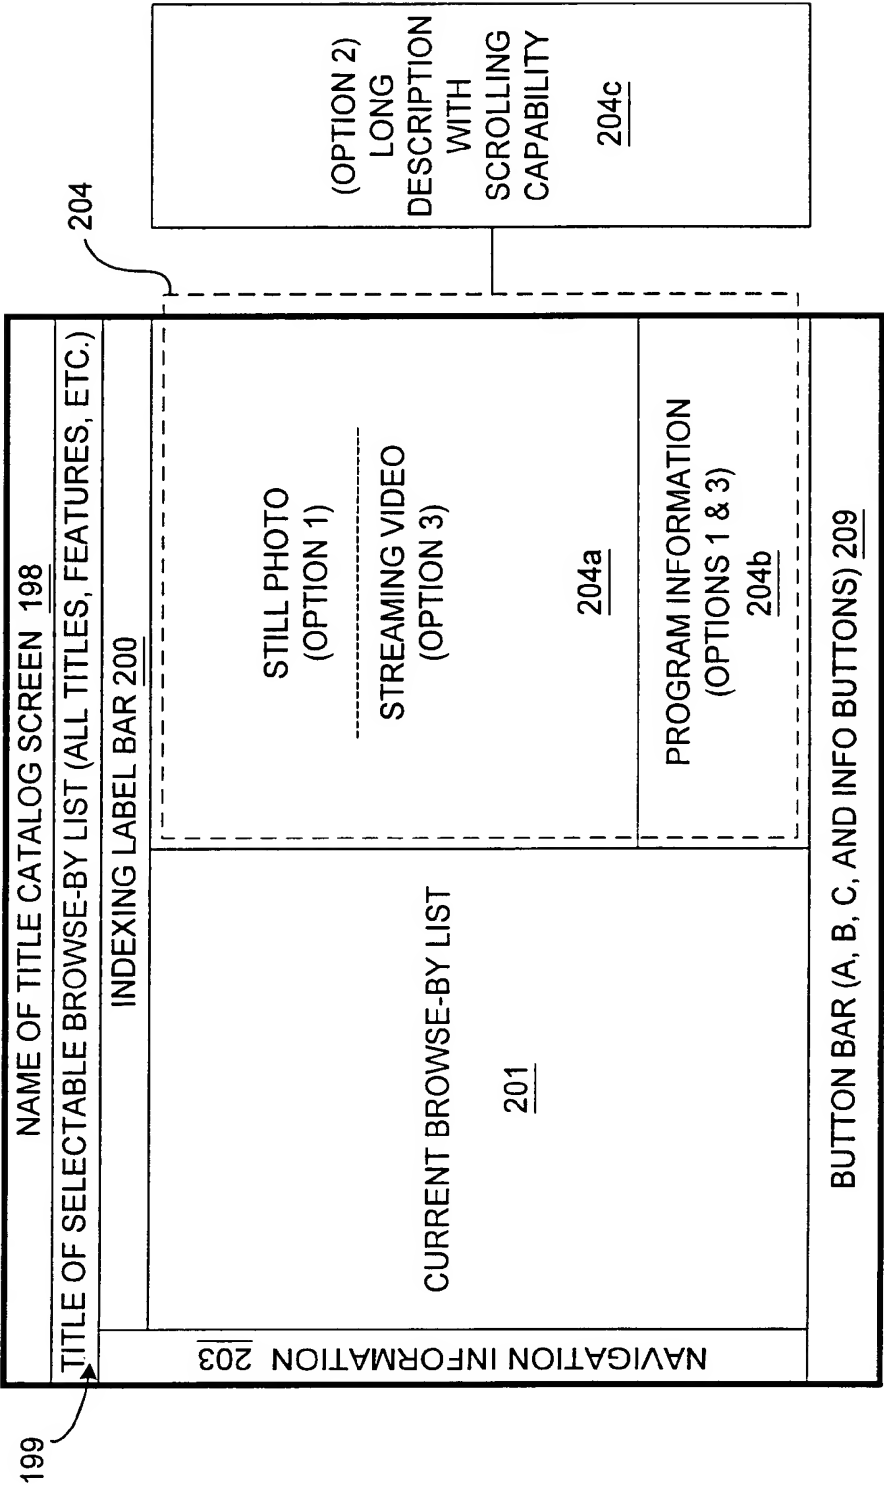 NAME OF TITLE CATALOG SCREEN 198
TITLE OF SELECTABLE BROWSE-BY LIST (ALL TITLES, FEATURES, ETC.)
199
INDEXING LABEL BAR 200
NAVIGATION INFORMATION 203
CURRENT BROWSE-BY LIST
201
204
STILL PHOTO
(OPTION 1)
STREAMING VIDEO
(OPTION 3)
204a
PROGRAM INFORMATION
(OPTIONS 1 & 3)
204b
(OPTION 2)
LONG
DESCRIPTION
WITH
SCROLLING
CAPABILITY
204c
BUTTON BAR (A, B, C, AND INFO BUTTONS) 209